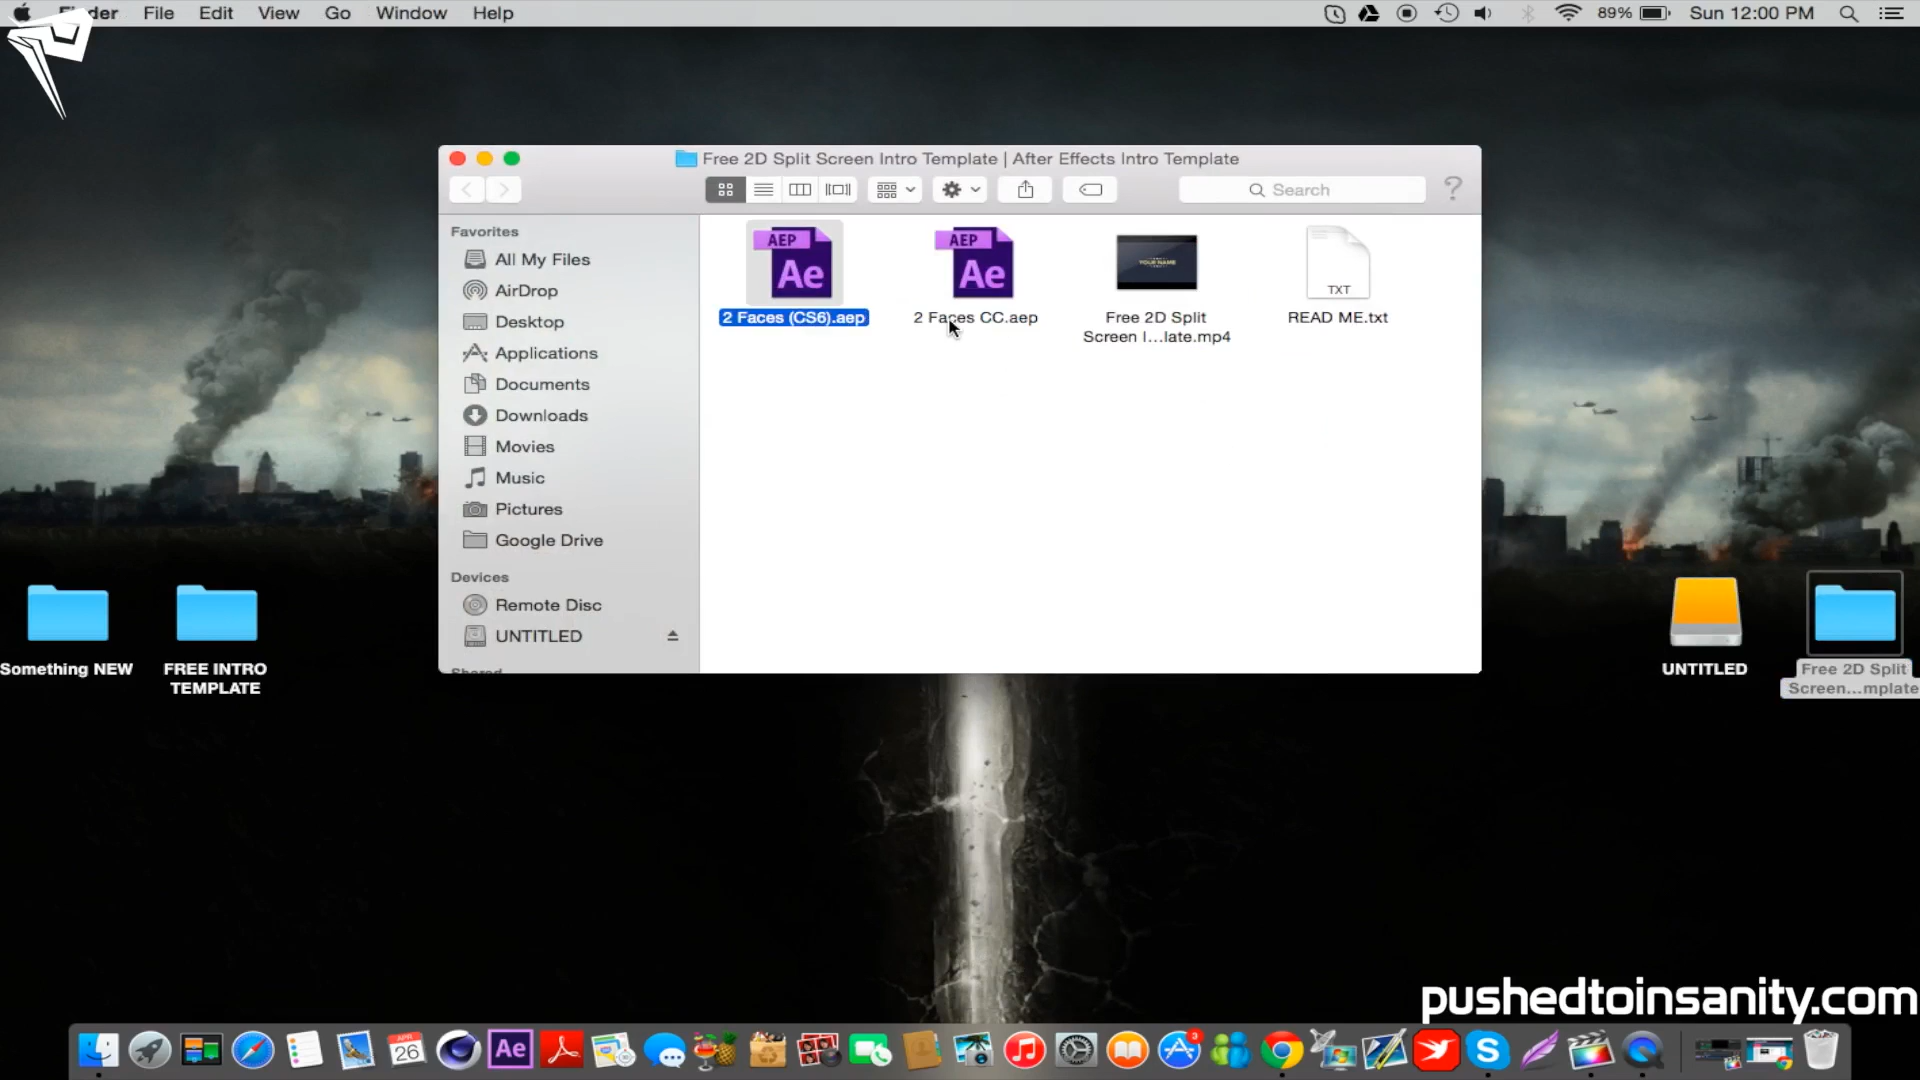 Finder File Edit View Go Window Help
89% Sun 12:00 PM
Free 2D Split Screen Intro Template | After Effects Intro Template
Search
?
Favorites
All My Files
AirDrop
Desktop
Applications
Documents
Downloads
Movies
Music
Pictures
Google Drive
Devices
Remote Disc
UNTITLED
Shared
AEP
Ae
2 Faces (CS6).aep
AEP
Ae
2 Faces CC.aep
YOUR NAME
Free 2D Split
Screen I...late.mp4
TXT
READ ME.txt
Something NEW
FREE INTRO
TEMPLATE
UNTITLED
Free 2D Split
Screen...mplate
pushedtoinsanity.com
APR
26
Ae
3
S